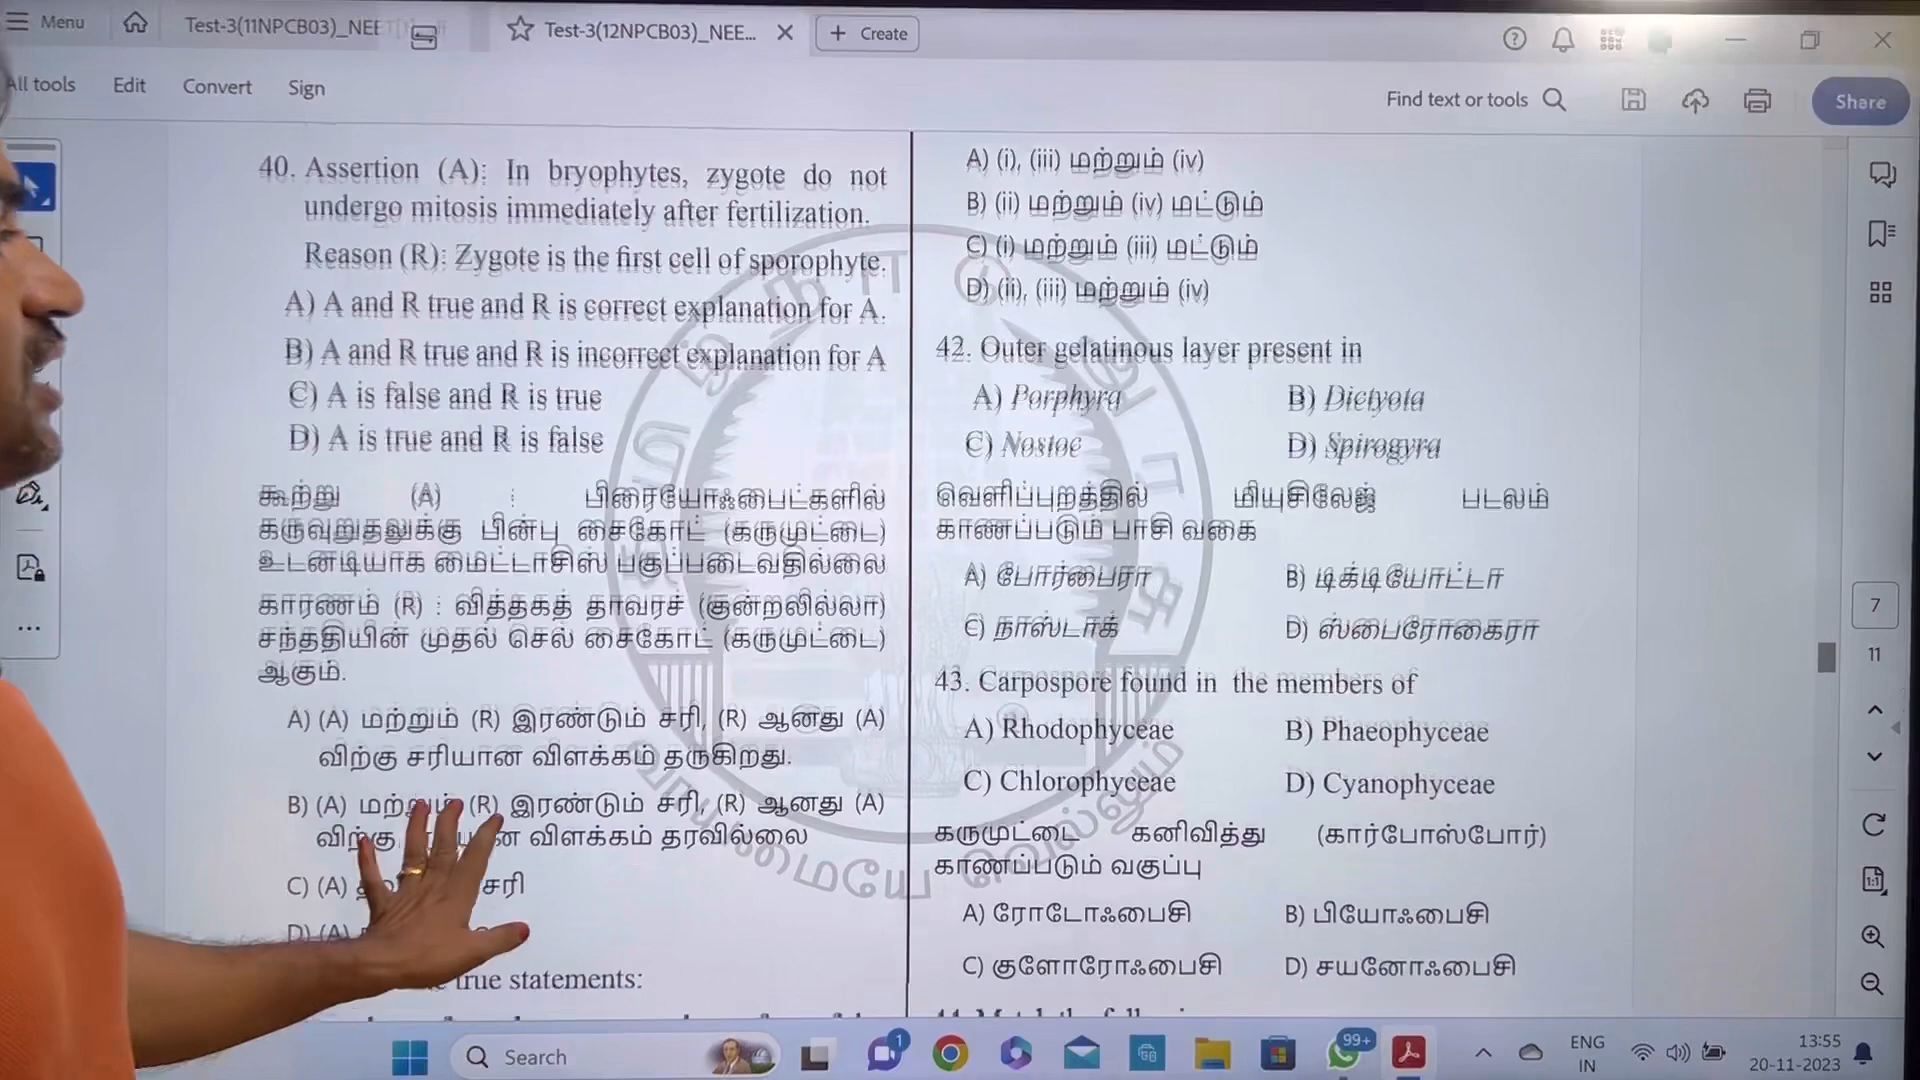 Menu
Test-3(11NPCB03)_NEET
Test-3(12NPCB03)_NEE...
+ Create
All tools
Edit
Convert
Sign
Find text or tools
Share
40. Assertion (A): In bryophytes, zygote do not
undergo mitosis immediately after fertilization.
Reason (R): Zygote is the first cell of sporophyte.
A) A and R true and R is correct explanation for A.
B) A and R true and R is incorrect explanation for A
C) A is false and R is true
D) A is true and R is false
கூற்று (A) : பிரையோஃபைட்களில்
கருவுறுதலுக்கு பின்பு சைகோட் (கருமுட்டை)
உடனடியாக மைட்டாசிஸ் பகுப்படைவதில்லை
காரணம் (R) : வித்தகத் தாவரச் (குன்றலில்லா)
சந்ததியின் முதல் செல் சைகோட் (கருமுட்டை)
ஆகும்.
A) (A) மற்றும் (R) இரண்டும் சரி, (R) ஆனது (A)
விற்கு சரியான விளக்கம் தருகிறது.
B) (A) மற்றும் (R) இரண்டும் சரி, (R) ஆனது (A)
விற்கு விளக்கம் தரவில்லை
C) (A) சரி
D) (A)
true statements:
A) (i), (iii) மற்றும் (iv)
B) (ii) மற்றும் (iv) மட்டும்
C) (i) மற்றும் (iii) மட்டும்
D) (ii), (iii) மற்றும் (iv)
42. Outer gelatinous layer present in
A) Porphyra B) Dictyota
C) Nostoc D) Spirogyra
வெளிப்புறத்தில் மியுசிலேஜ் படலம்
காணப்படும் பாசி வகை
A) போர்பைரா B) டிக்டியோட்டா
C) நாஸ்டாக் D) ஸ்பைரோகைரா
43. Carpospore found in the members of
A) Rhodophyceae B) Phaeophyceae
C) Chlorophyceae D) Cyanophyceae
கருமுட்டை கனிவித்து (கார்போஸ்போர்)
காணப்படும் வகுப்பு
A) ரோடோஃபைசி B) பியோஃபைசி
C) குளோரோஃபைசி D) சயனோஃபைசி
வாய்மையே வெல்லும்
7
11
Search
1
99+
ENG
IN
13:55
20-11-2023